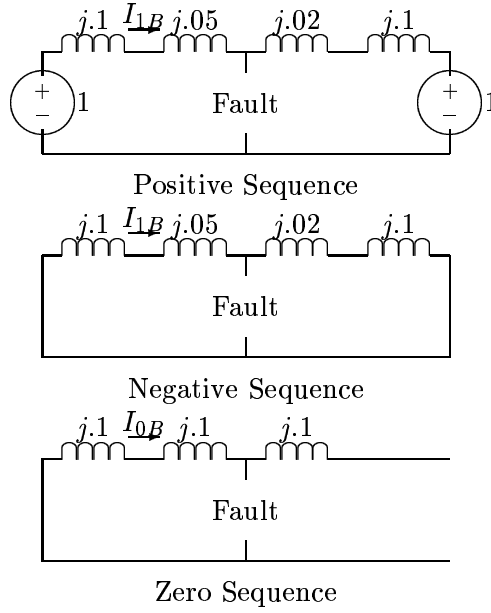 j.1 I1B j.05 j.02 j.1
+ 1 Fault + 1
− −
Positive Sequence
j.1 I1B j.05 j.02 j.1
Fault
Negative Sequence
j.1 I0B j.1 j.1
Fault
Zero Sequence